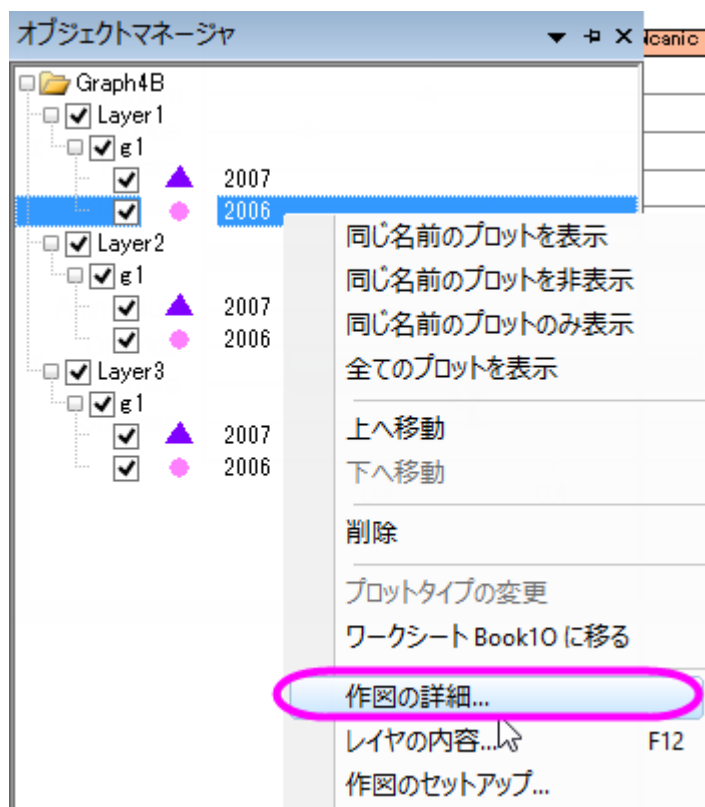 オブジェクトマネージャ
Graph4B
Layer1
g1
2007
2006
Layer2
g1
2007
2006
Layer3
g1
2007
2006
同じ名前のプロットを表示
同じ名前のプロットを非表示
同じ名前のプロットのみ表示
全てのプロットを表示
上へ移動
下へ移動
削除
プロットタイプの変更
ワークシート Book10 に移る
作図の詳細...
レイヤの内容... F12
作図のセットアップ...